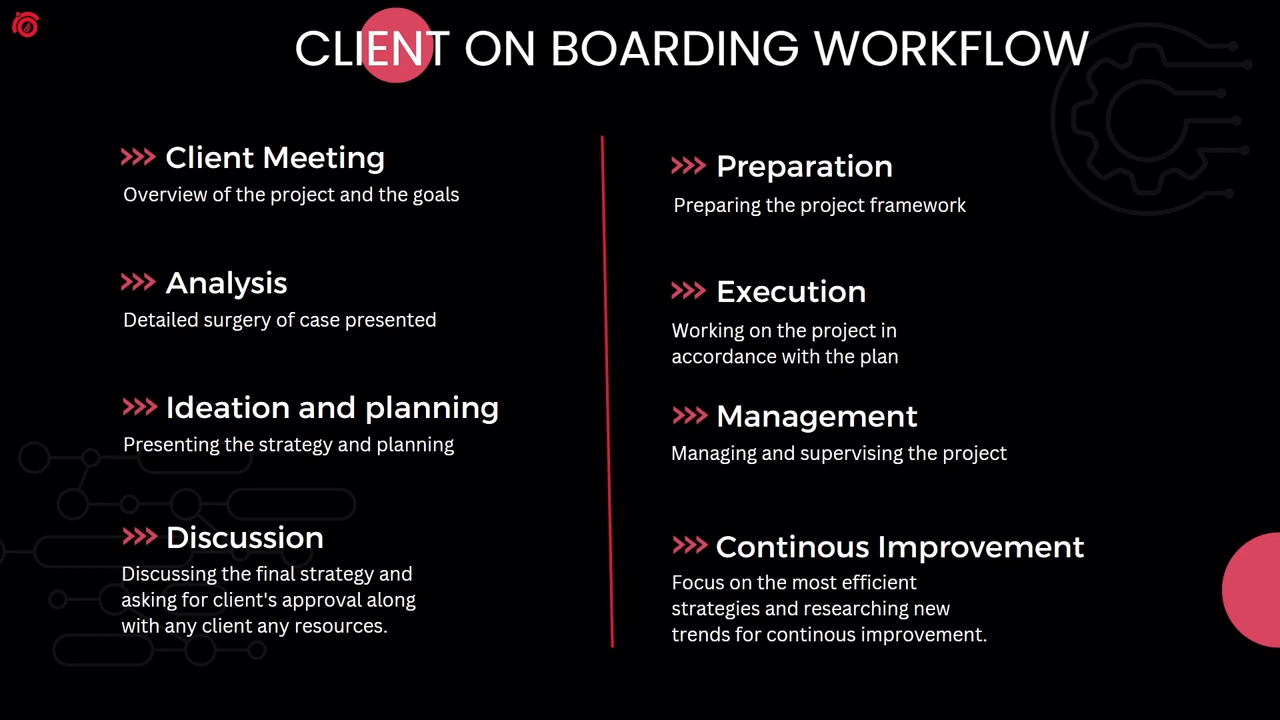 CLIENT ON BOARDING WORKFLOW
Client Meeting
Overview of the project and the goals
Analysis
Detailed surgery of case presented
Ideation and planning
Presenting the strategy and planning
Discussion
Discussing the final strategy and
asking for client's approval along
with any client any resources.
Preparation
Preparing the project framework
Execution
Working on the project in
accordance with the plan
Management
Managing and supervising the project
Continous Improvement
Focus on the most efficient
strategies and researching new
trends for continous improvement.